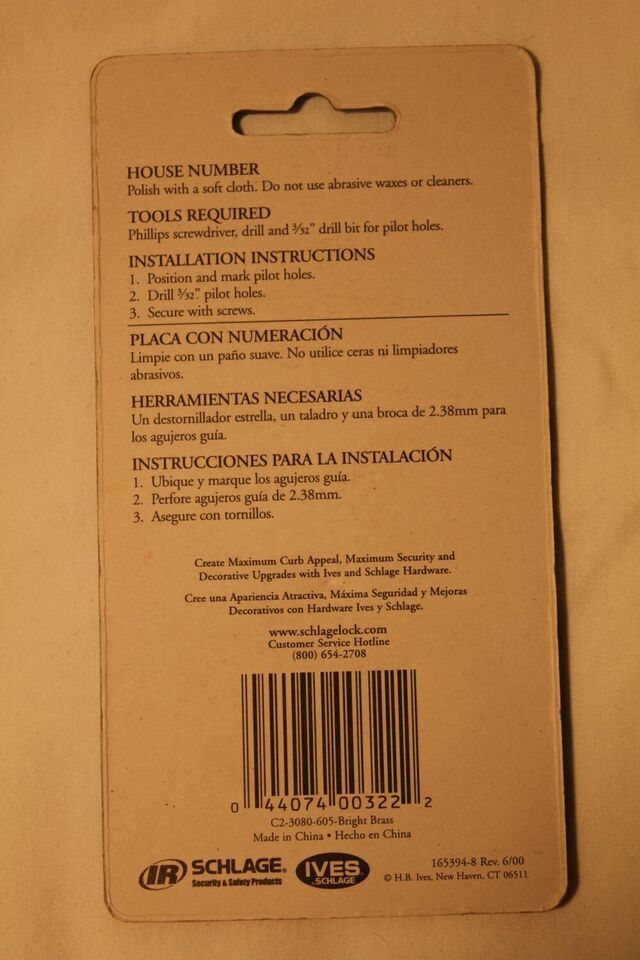 HOUSE NUMBER
Polish with a soft cloth. Do not use abrasive waxes or cleaners.
TOOLS REQUIRED
Phillips screwdriver, drill and 3/32" drill bit for pilot holes.
INSTALLATION INSTRUCTIONS
1. Position and mark pilot holes.
2. Drill 3/32" pilot holes.
3. Secure with screws.
PLACA CON NUMERACIÓN
Limpie con un paño suave. No utilice ceras ni limpiadores
abrasivos.
HERRAMIENTAS NECESARIAS
Un destornillador estrella, un taladro y una broca de 2.38mm para
los agujeros guía.
INSTRUCCIONES PARA LA INSTALACIÓN
1. Ubique y marque los agujeros guía.
2. Perfore agujeros guía de 2.38mm.
3. Asegure con tornillos.
Create Maximum Curb Appeal, Maximum Security and
Decorative Upgrades with Ives and Schlage Hardware.
Cree una Apariencia Atractiva, Máxima Seguridad y Mejoras
Decorativos con Hardware Ives y Schlage.
www.schlagelock.com
Customer Service Hotline
(800) 654-2708
0 44074 00322 2
C2-3080-605-Bright Brass
Made in China • Hecho en China
IR SCHLAGE.
Security & Safety Products
IVES
SCHLAGE
165394-8 Rev. 6/00
© H.B. Ives, New Haven, CT 06511